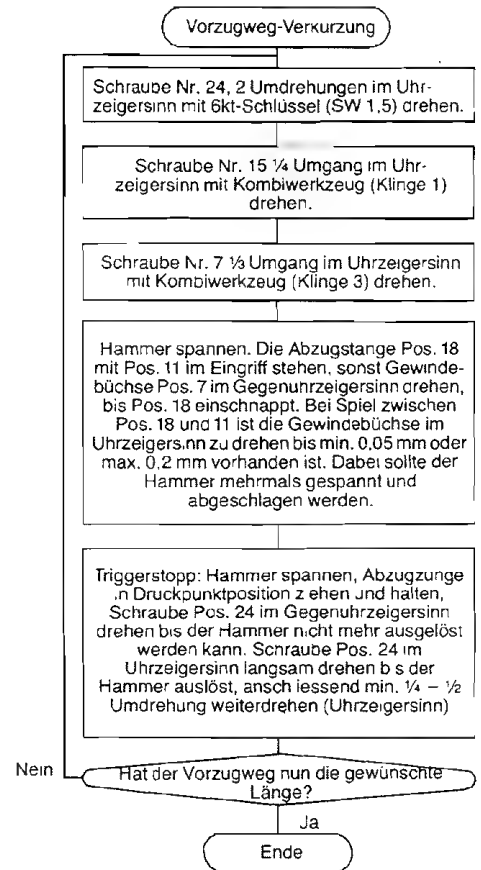 Vorzugweg-Verkurzung
Schraube Nr. 24, 2 Umdrehungen im Uhr-
zeigersinn mit 6kt-Schlüssel (SW 1,5) drehen.
Schraube Nr. 15 ¼ Umgang im Uhr-
zeigersinn mit Kombiwerkzeug (Klinge 1)
drehen.
Schraube Nr. 7 ⅓ Umgang im Uhrzeigersinn
mit Kombiwerkzeug (Klinge 3) drehen.
Hammer spannen. Die Abzugstange Pos. 18
mit Pos. 11 im Eingriff stehen, sonst Gewinde-
büchse Pos. 7 im Gegenuhrzeigersinn drehen,
bis Pos. 18 einschnappt. Bei Spiel zwischen
Pos. 18 und 11 ist die Gewindebüchse im
Uhrzeigersinn zu drehen bis min. 0,05 mm oder
max. 0,2 mm vorhanden ist. Dabei sollte der
Hammer mehrmals gespannt und
abgeschlagen werden.
Triggerstopp: Hammer spannen, Abzugzunge
in Druckpunktposition ziehen und halten,
Schraube Pos. 24 im Gegenuhrzeigersinn
drehen bis der Hammer nicht mehr ausgelöst
werden kann. Schraube Pos. 24 im
Uhrzeigersinn langsam drehen bis der
Hammer auslöst, anschliessend min. ¼ – ½
Umdrehung weiterdrehen (Uhrzeigersinn)
Nein
Hat der Vorzugweg nun die gewünschte
Länge?
Ja
Ende